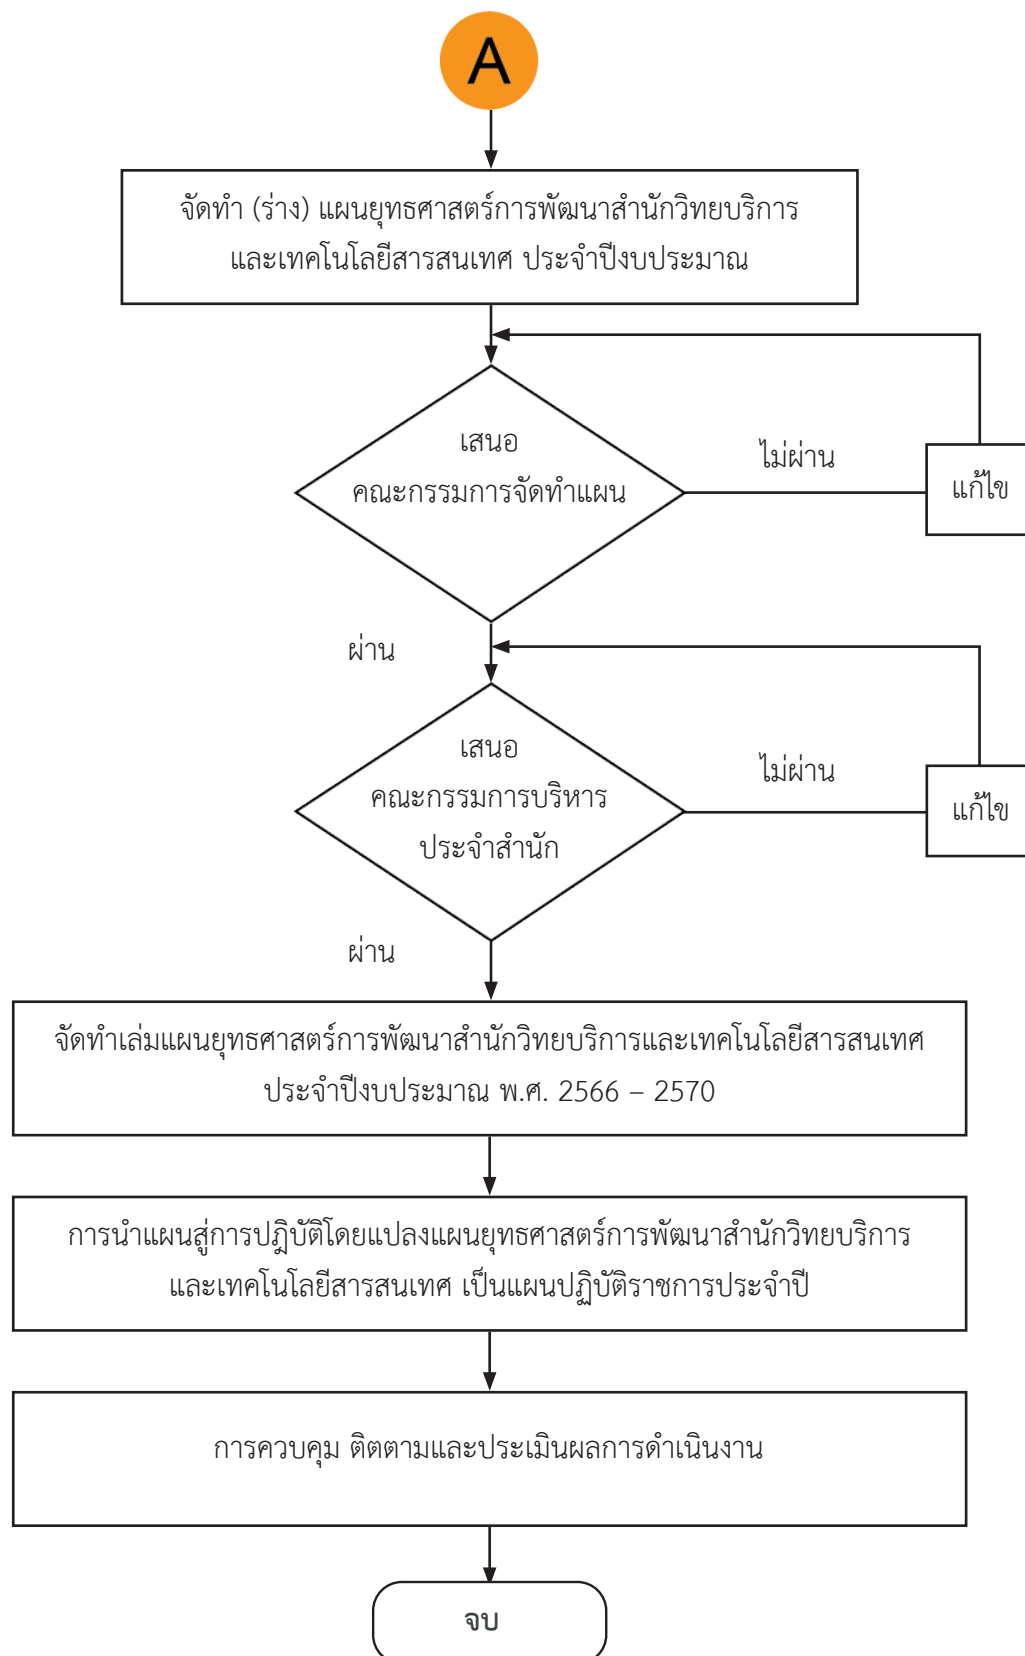 A
จัดทำ (ร่าง) แผนยุทธศาสตร์การพัฒนาสำนักวิทยบริการ
และเทคโนโลยีสารสนเทศ ประจำปีงบประมาณ
เสนอ
คณะกรรมการจัดทำแผน
ไม่ผ่าน
แก้ไข
ผ่าน
เสนอ
คณะกรรมการบริหาร
ประจำสำนัก
ไม่ผ่าน
แก้ไข
ผ่าน
จัดทำเล่มแผนยุทธศาสตร์การพัฒนาสำนักวิทยบริการและเทคโนโลยีสารสนเทศ
ประจำปีงบประมาณ พ.ศ. 2566 – 2570
การนำแผนสู่การปฎิบัติโดยแปลงแผนยุทธศาสตร์การพัฒนาสำนักวิทยบริการ
และเทคโนโลยีสารสนเทศ เป็นแผนปฏิบัติราชการประจำปี
การควบคุม ติตตามและประเมินผลการดำเนินงาน
จบ